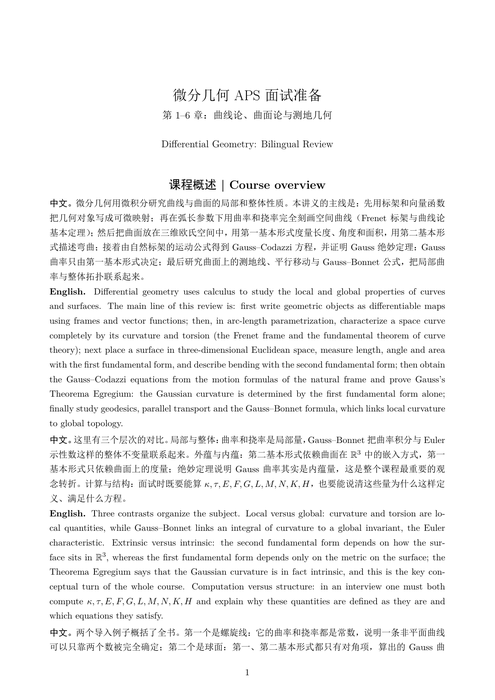 微分几何 APS 面试准备
第 1–6 章：曲线论、曲面论与测地几何
Differential Geometry: Bilingual Review
课程概述 | Course overview
中文。微分几何用微积分研究曲线与曲面的局部和整体性质。本讲义的主线是：先用标架和向量函数
把几何对象写成可微映射；再在弧长参数下用曲率和挠率完全刻画空间曲线（Frenet 标架与曲线论
基本定理）；然后把曲面放在三维欧氏空间中，用第一基本形式度量长度、角度和面积，用第二基本形
式描述弯曲；接着由自然标架的运动公式得到 Gauss–Codazzi 方程，并证明 Gauss 绝妙定理：Gauss
曲率只由第一基本形式决定；最后研究曲面上的测地线、平行移动与 Gauss–Bonnet 公式，把局部曲
率与整体拓扑联系起来。
English. Differential geometry uses calculus to study the local and global properties of curves
and surfaces. The main line of this review is: first write geometric objects as differentiable maps
using frames and vector functions; then, in arc-length parametrization, characterize a space curve
completely by its curvature and torsion (the Frenet frame and the fundamental theorem of curve
theory); next place a surface in three-dimensional Euclidean space, measure length, angle and area
with the first fundamental form, and describe bending with the second fundamental form; then obtain
the Gauss–Codazzi equations from the motion formulas of the natural frame and prove Gauss's
Theorema Egregium: the Gaussian curvature is determined by the first fundamental form alone;
finally study geodesics, parallel transport and the Gauss–Bonnet formula, which links local curvature
to global topology.
中文。这里有三个层次的对比。局部与整体：曲率和挠率是局部量，Gauss–Bonnet 把曲率积分与 Euler
示性数这样的整体不变量联系起来。外蕴与内蕴：第二基本形式依赖曲面在 ℝ³ 中的嵌入方式，第一
基本形式只依赖曲面上的度量；绝妙定理说明 Gauss 曲率其实是内蕴量，这是整个课程最重要的观
念转折。计算与结构：面试时既要能算 κ, τ, E, F, G, L, M, N, K, H，也要能说清这些量为什么这样定
义、满足什么方程。
English. Three contrasts organize the subject. Local versus global: curvature and torsion are lo-
cal quantities, while Gauss–Bonnet links an integral of curvature to a global invariant, the Euler
characteristic. Extrinsic versus intrinsic: the second fundamental form depends on how the sur-
face sits in ℝ³, whereas the first fundamental form depends only on the metric on the surface; the
Theorema Egregium says that the Gaussian curvature is in fact intrinsic, and this is the key con-
ceptual turn of the whole course. Computation versus structure: in an interview one must both
compute κ, τ, E, F, G, L, M, N, K, H and explain why these quantities are defined as they are and
which equations they satisfy.
中文。两个导入例子概括了全书。第一个是螺旋线：它的曲率和挠率都是常数，说明一条非平面曲线
可以只靠两个数被完全确定；第二个是球面：第一、第二基本形式都只有对角项，算出的 Gauss 曲
1